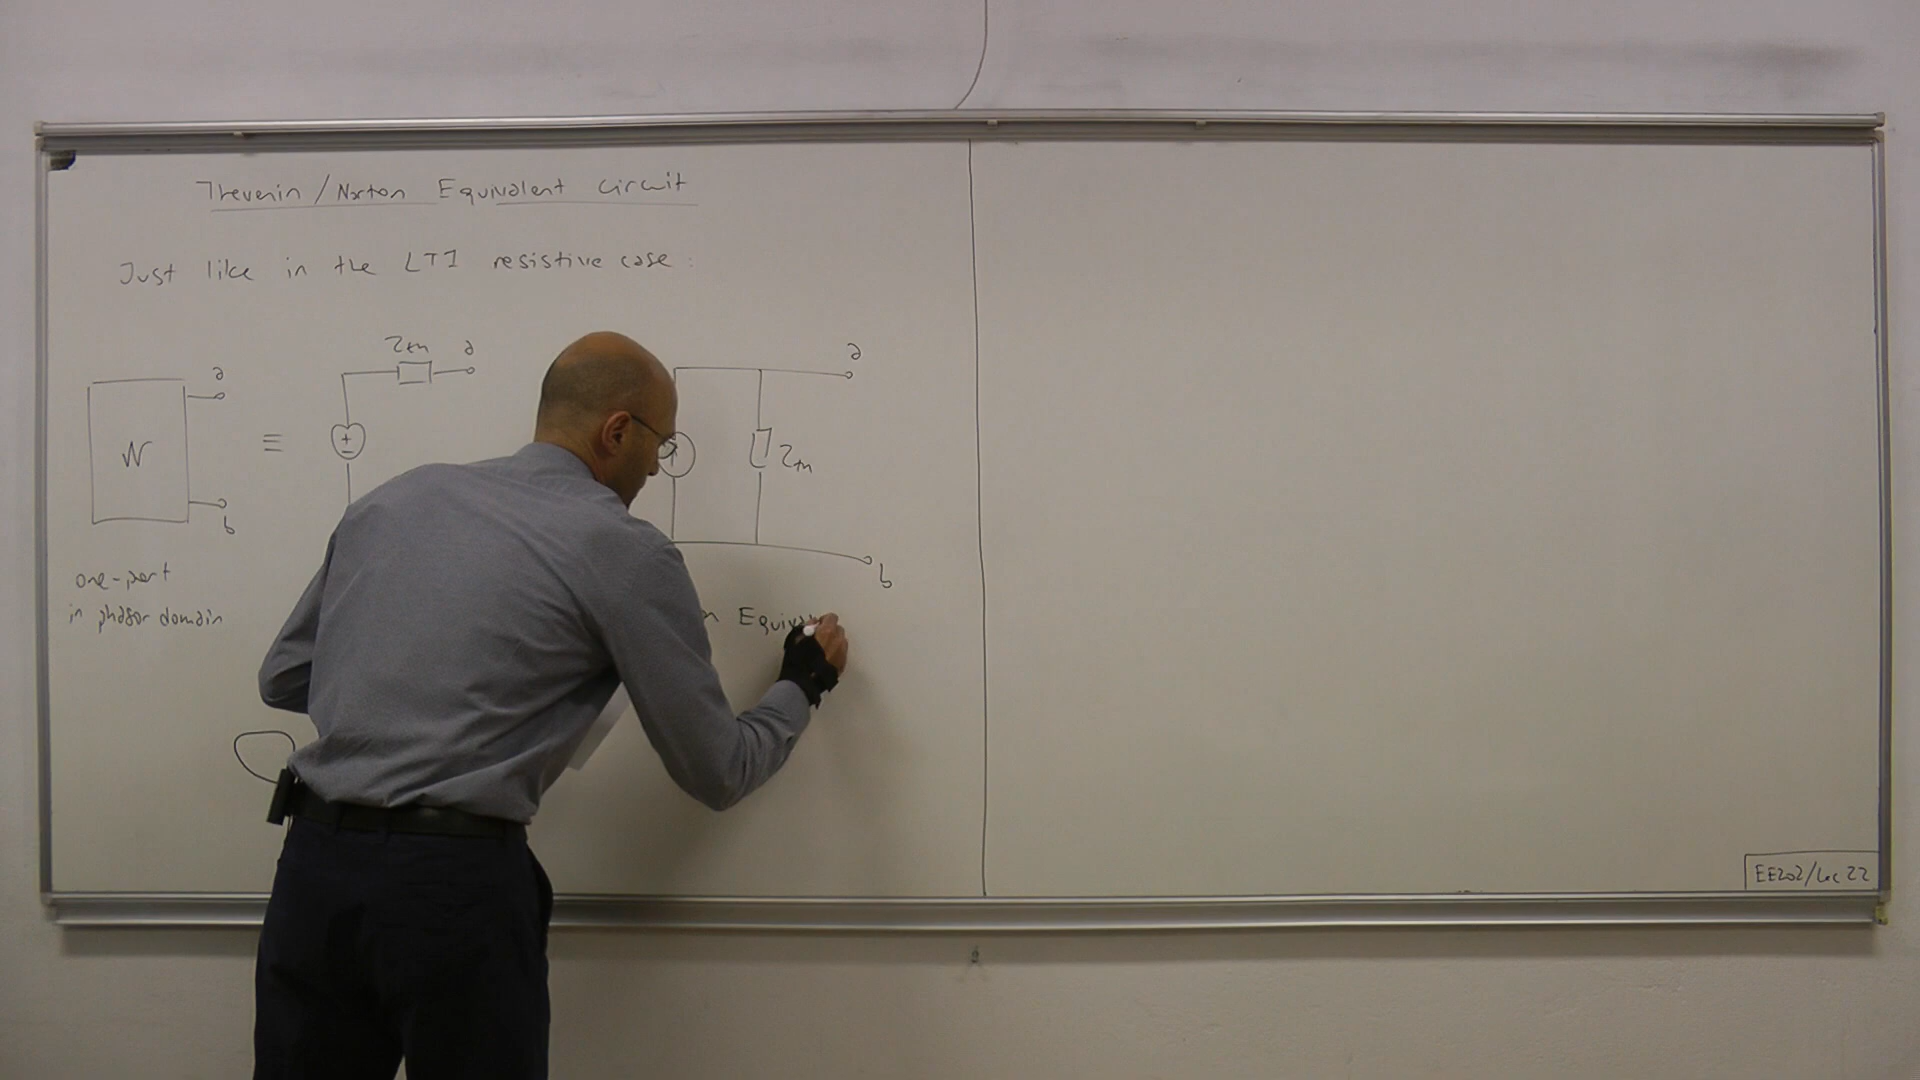 Thevenin / Norton Equivalent Circuit
Just like in the LTI resistive case:
Zth
a
a
a
N
≡
+
−
Zth
b
b
one-port
in phasor domain
n Equiva
EE202/Lec 22